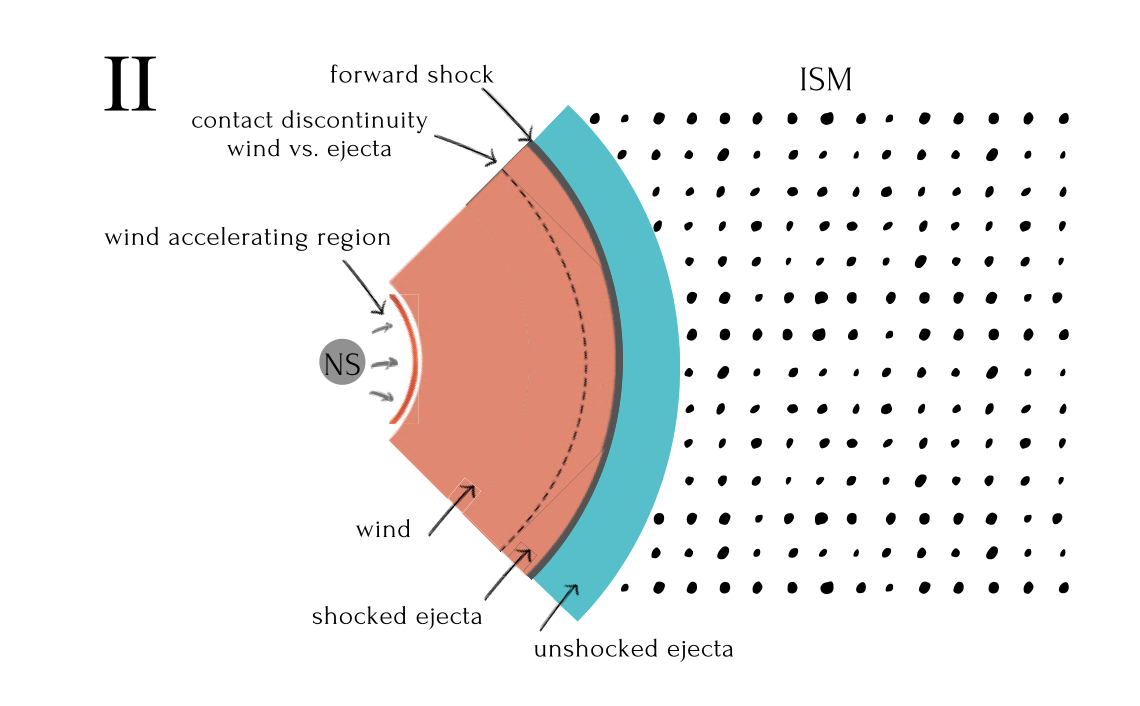 II
forward shock
ISM
contact discontinuity
wind vs. ejecta
wind accelerating region
NS
wind
shocked ejecta
unshocked ejecta